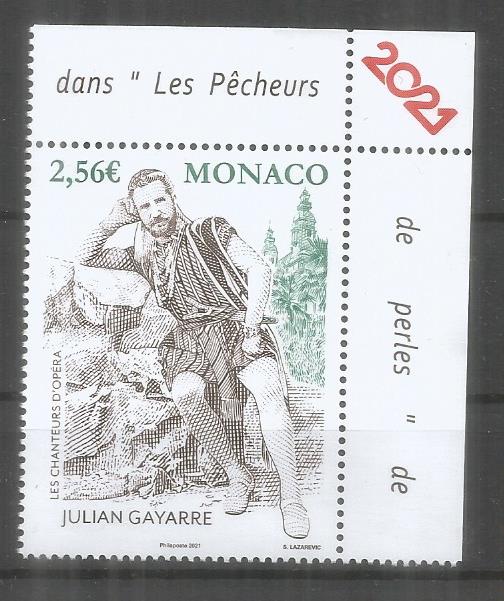 dans " Les Pêcheurs
2021
2,56€ MONACO
de perles " de
LES CHANTEURS D'OPÉRA
JULIAN GAYARRE
Philaposte 2021
S. LAZAREVIC